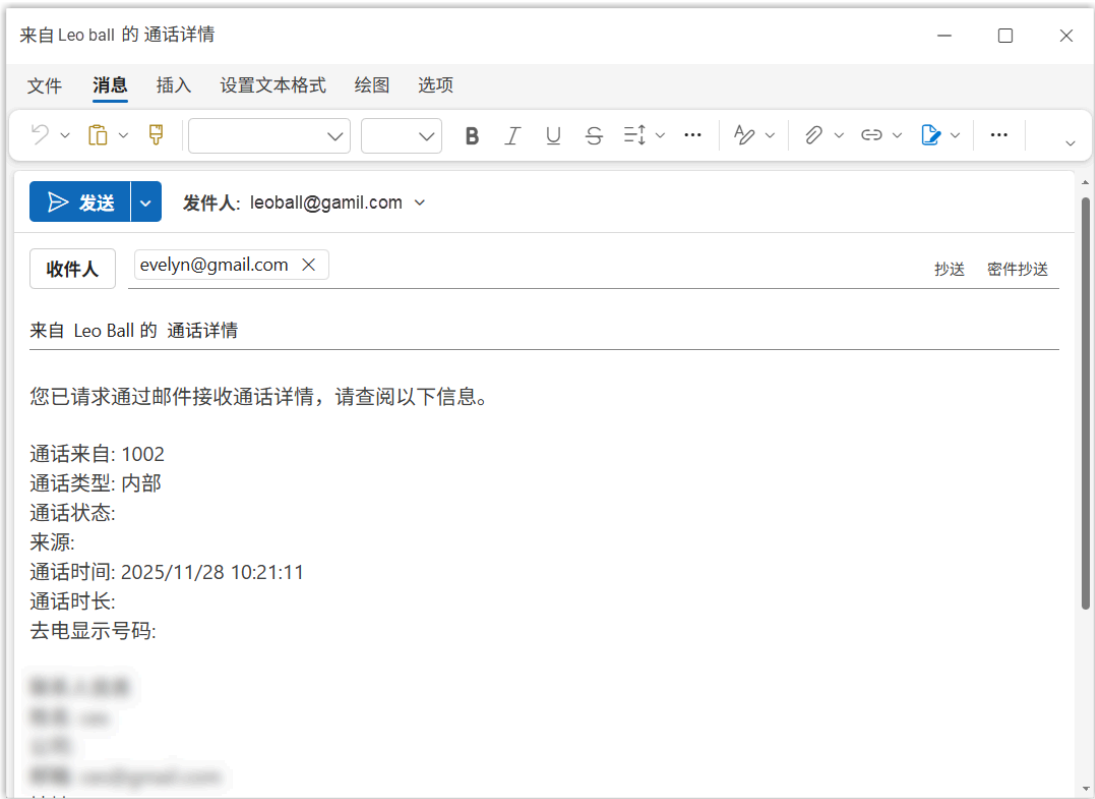 来自 Leo ball 的 通话详情
文件 消息 插入 设置文本格式 绘图 选项
B I U S
发送 发件人: leoball@gamil.com
收件人 evelyn@gmail.com 抄送 密件抄送
来自 Leo Ball 的 通话详情
您已请求通过邮件接收通话详情，请查阅以下信息。
通话来自: 1002
通话类型: 内部
通话状态:
来源:
通话时间: 2025/11/28 10:21:11
通话时长:
去电显示号码: